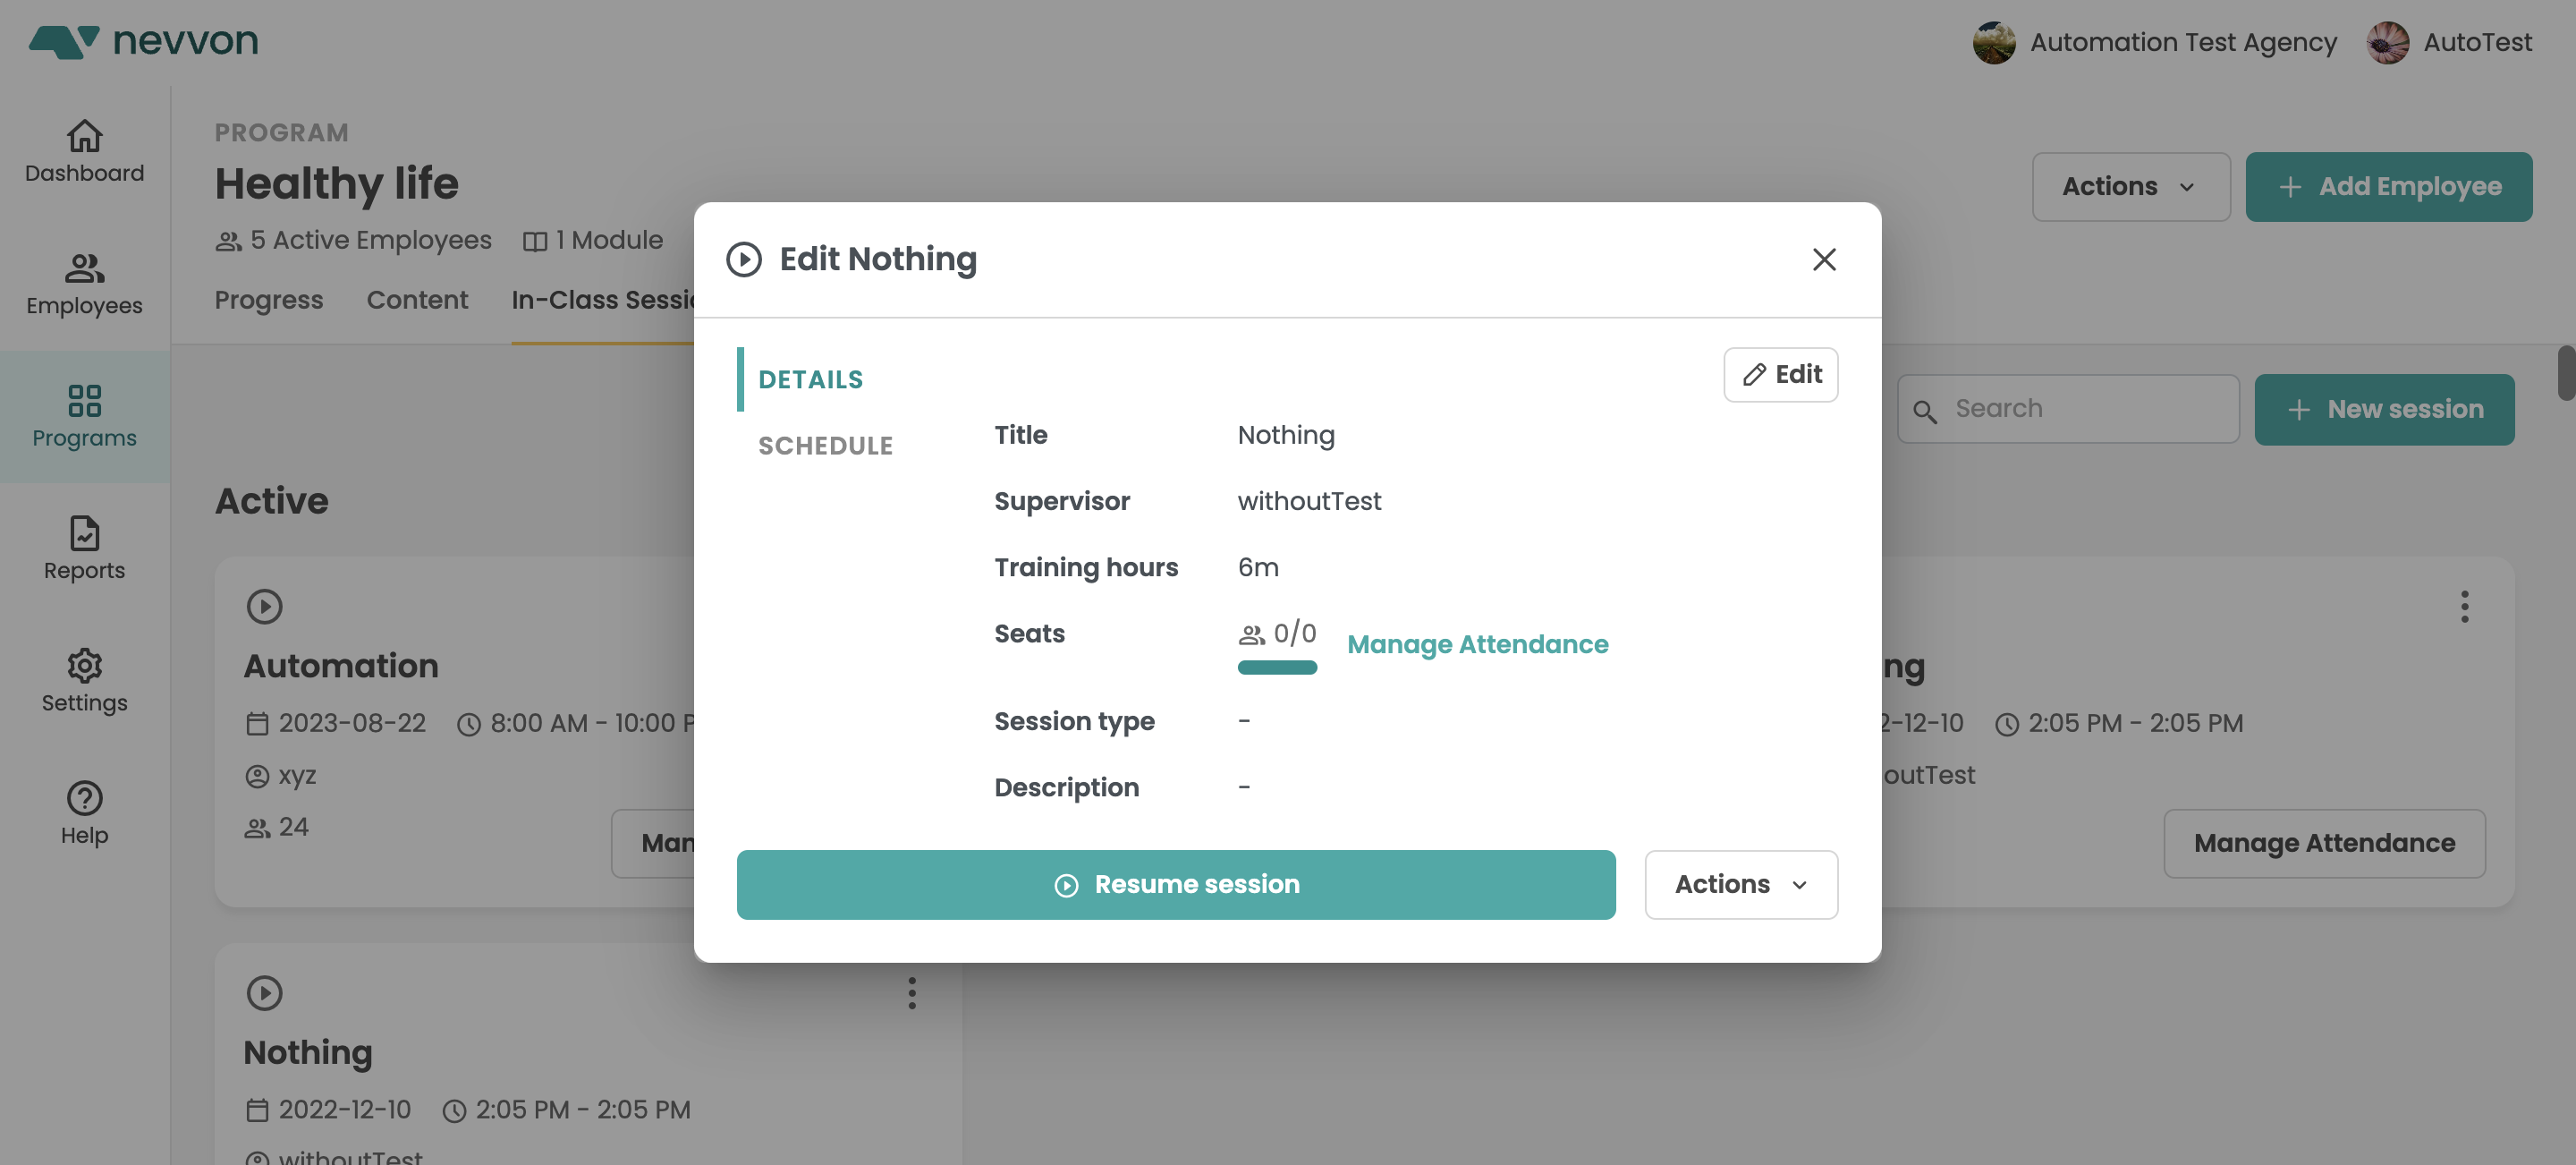 nevvon
Automation Test Agency
AutoTest
Dashboard
Employees
Programs
Reports
Settings
Help
PROGRAM
Healthy life
5 Active Employees
1 Module
Actions
Add Employee
Progress
Content
In-Class Sessio
Search
New session
Active
Automation
2023-08-22
8:00 AM - 10:00 P
xyz
24
Man
Nothing
2022-12-10
2:05 PM - 2:05 PM
withoutTest
ng
2-12-10
2:05 PM - 2:05 PM
outTest
Manage Attendance
Edit Nothing
DETAILS
SCHEDULE
Edit
Title
Nothing
Supervisor
withoutTest
Training hours
6m
Seats
0/0
Manage Attendance
Session type
-
Description
-
Resume session
Actions